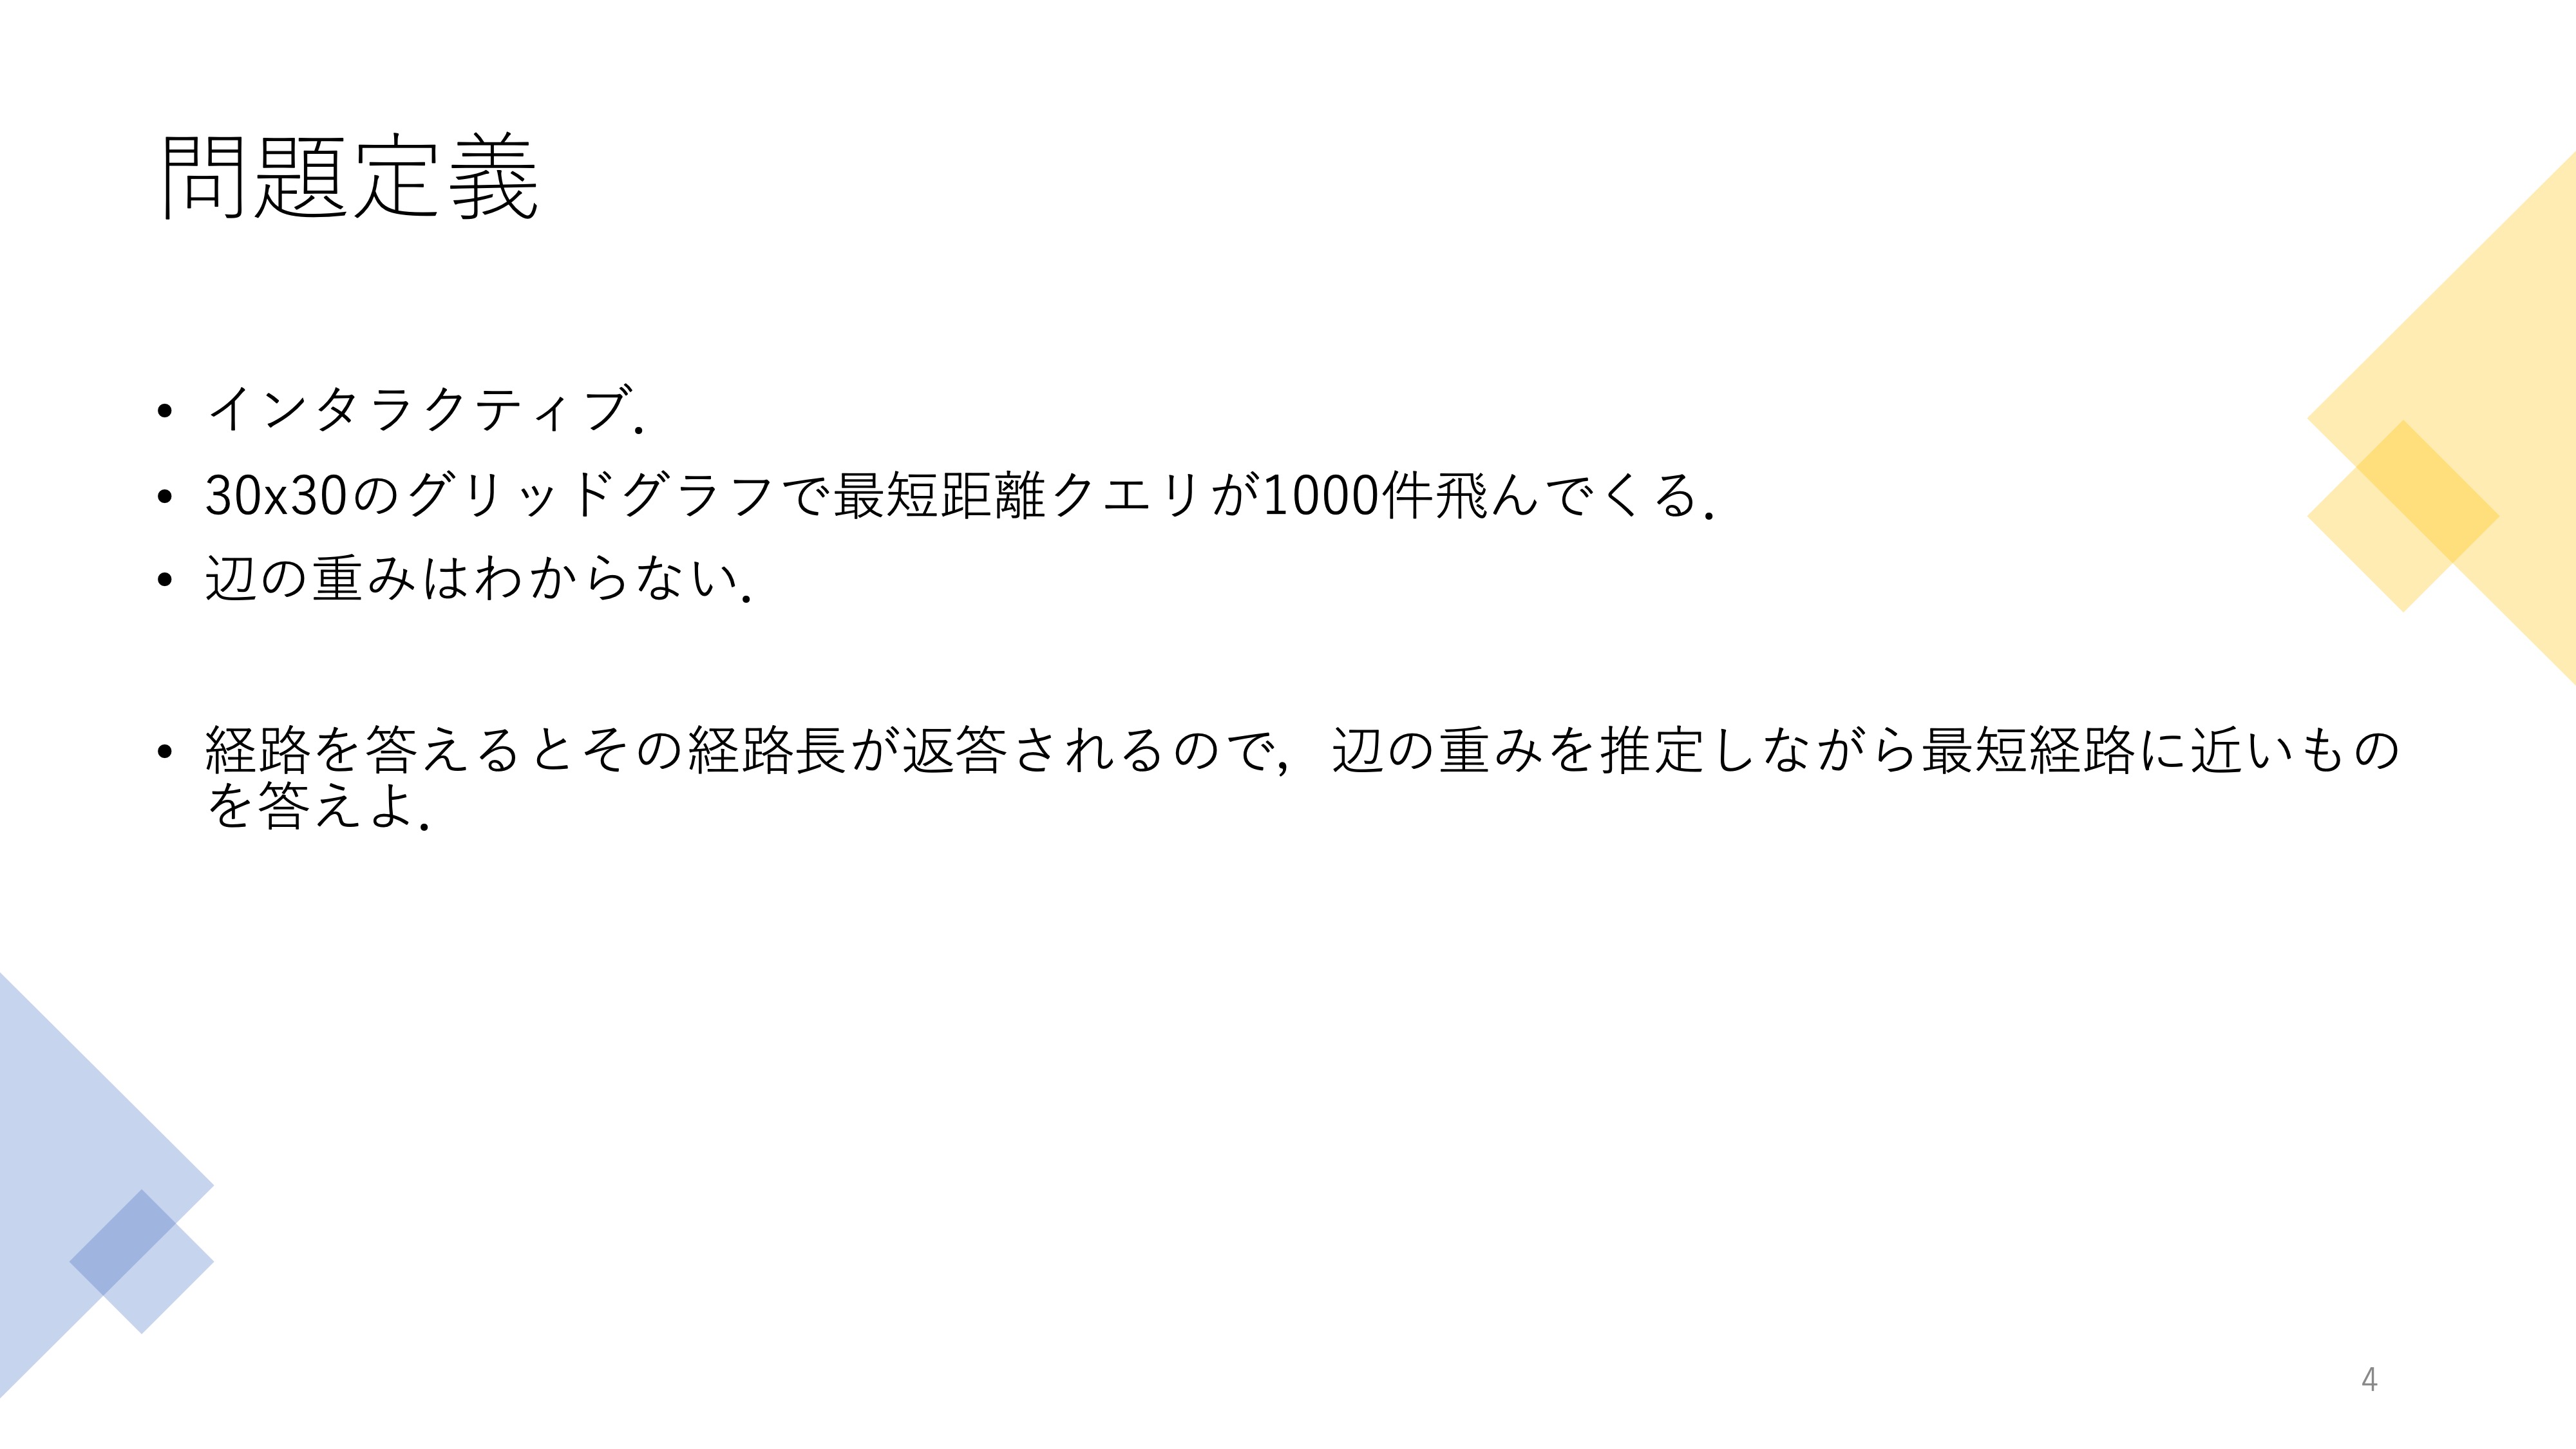 問題定義
• インタラクティブ．
• 30x30のグリッドグラフで最短距離クエリが1000件飛んでくる．
• 辺の重みはわからない．
• 経路を答えるとその経路長が返答されるので，辺の重みを推定しながら最短経路に近いもの
を答えよ．
4